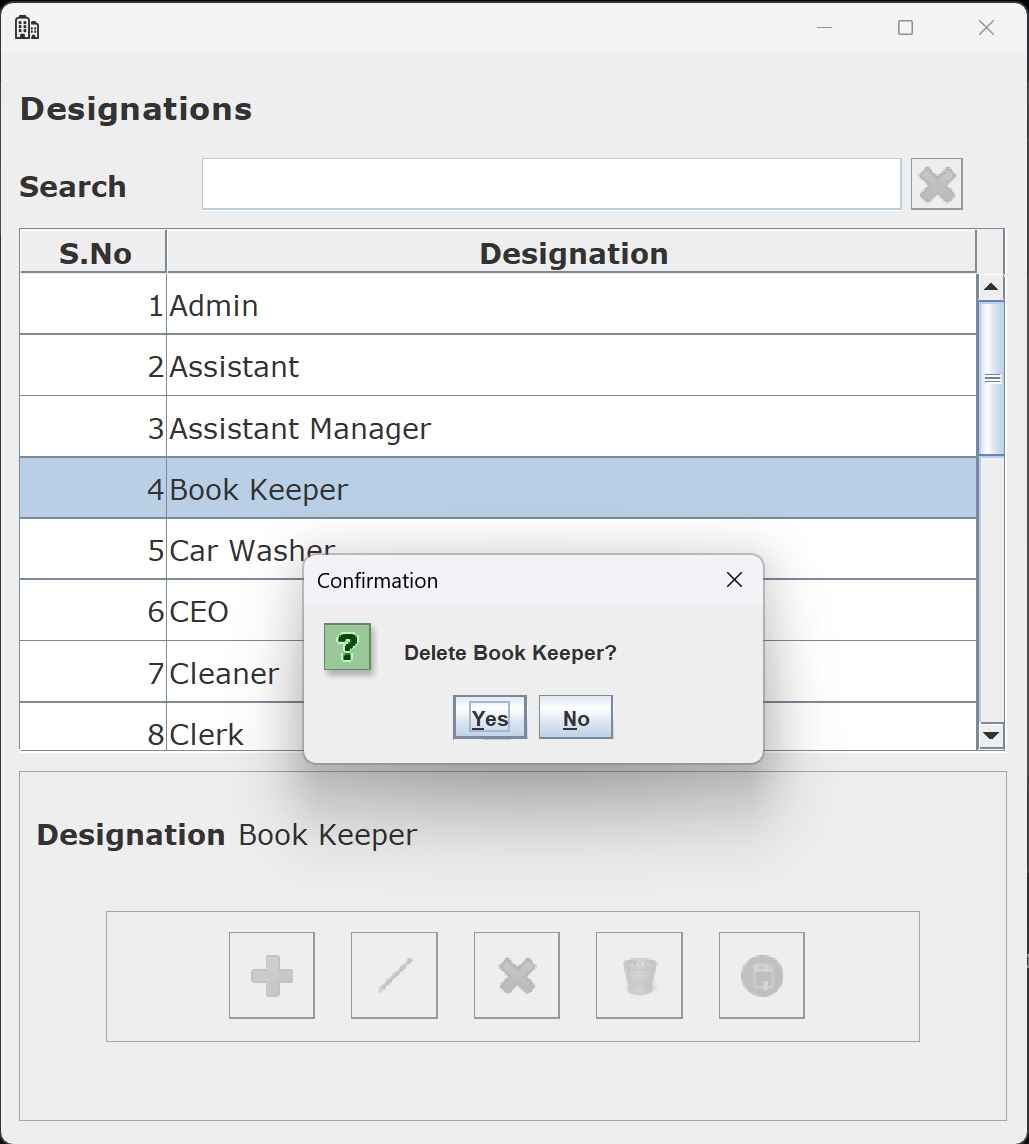 Designations
Search
S.No Designation
1 Admin
2 Assistant
3 Assistant Manager
4 Book Keeper
5 Car Washer
6 CEO
7 Cleaner
8 Clerk
Confirmation
? Delete Book Keeper?
Yes No
Designation Book Keeper